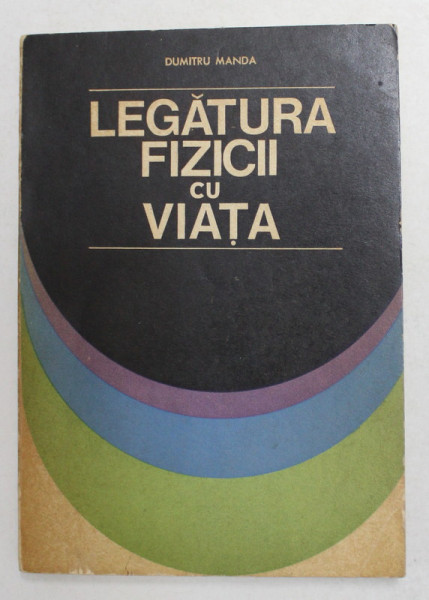 DUMITRU MANDA
LEGĂTURA
FIZICII
CU
VIAȚA